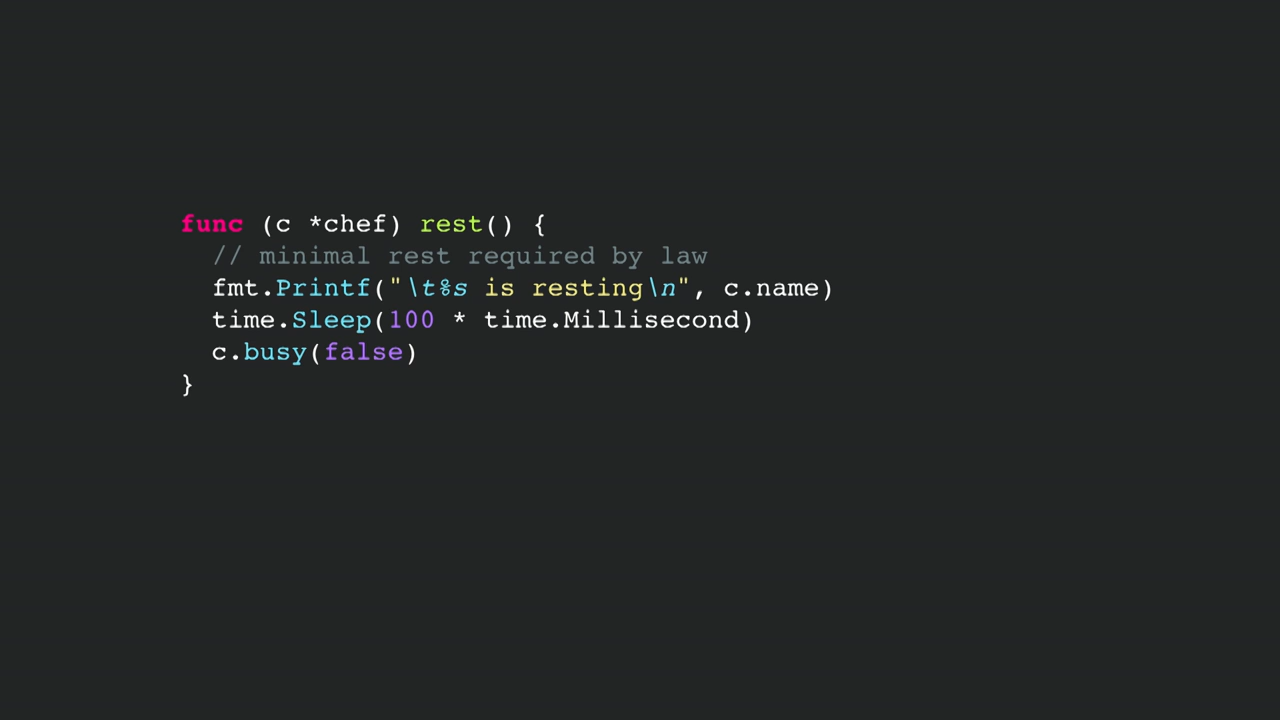 func (c *chef) rest() {
  // minimal rest required by law
  fmt.Printf("\t%s is resting\n", c.name)
  time.Sleep(100 * time.Millisecond)
  c.busy(false)
}